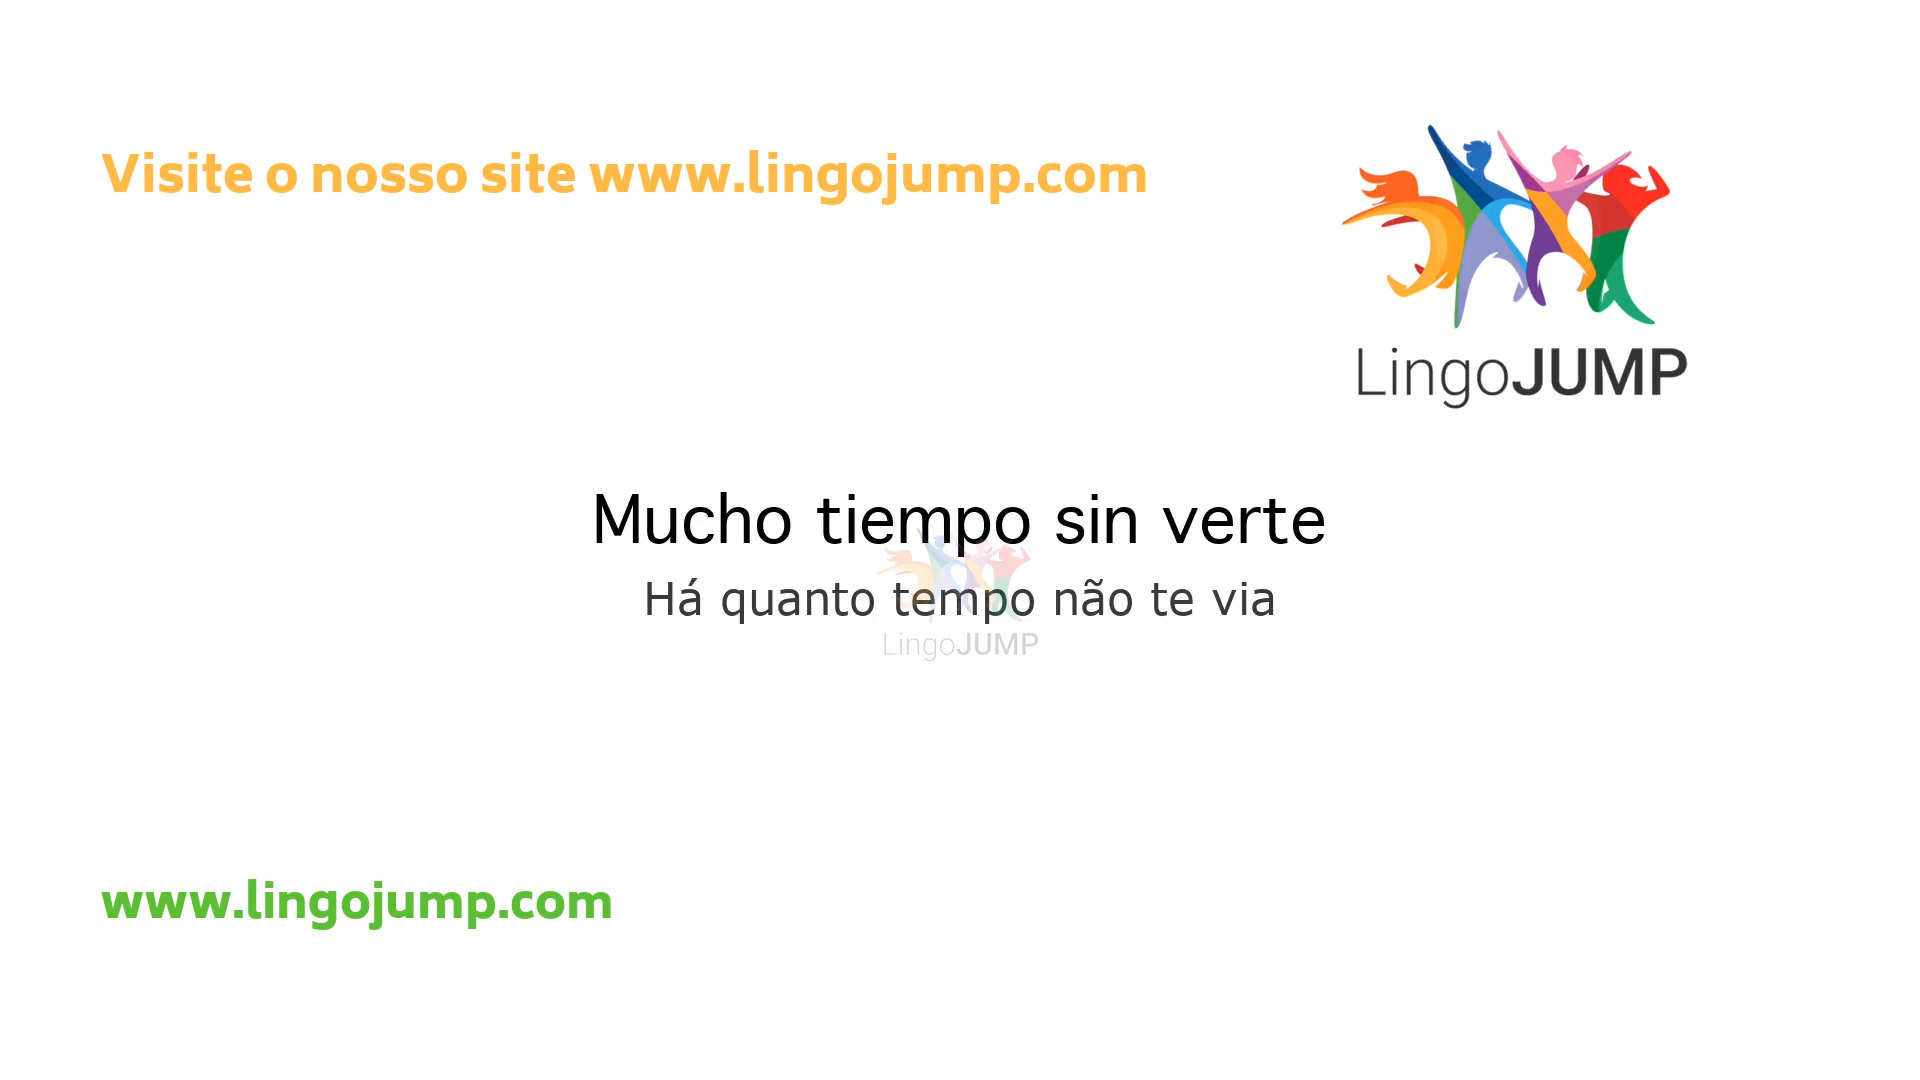 Visite o nosso site www.lingojump.com
LingoJUMP
Mucho tiempo sin verte
Há quanto tempo não te via
LingoJUMP
www.lingojump.com